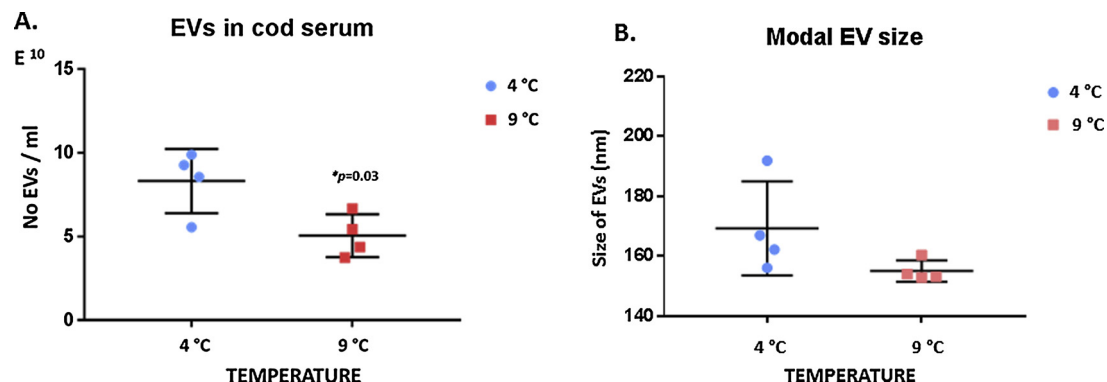 A.
EVs in cod serum
E 10
15
10
5
0
No EVs / ml
*p=0.03
4 °C
9 °C
4 °C
9 °C
TEMPERATURE
B.
Modal EV size
220
200
180
160
140
Size of EVs (nm)
4 °C
9 °C
4 °C
9 °C
TEMPERATURE